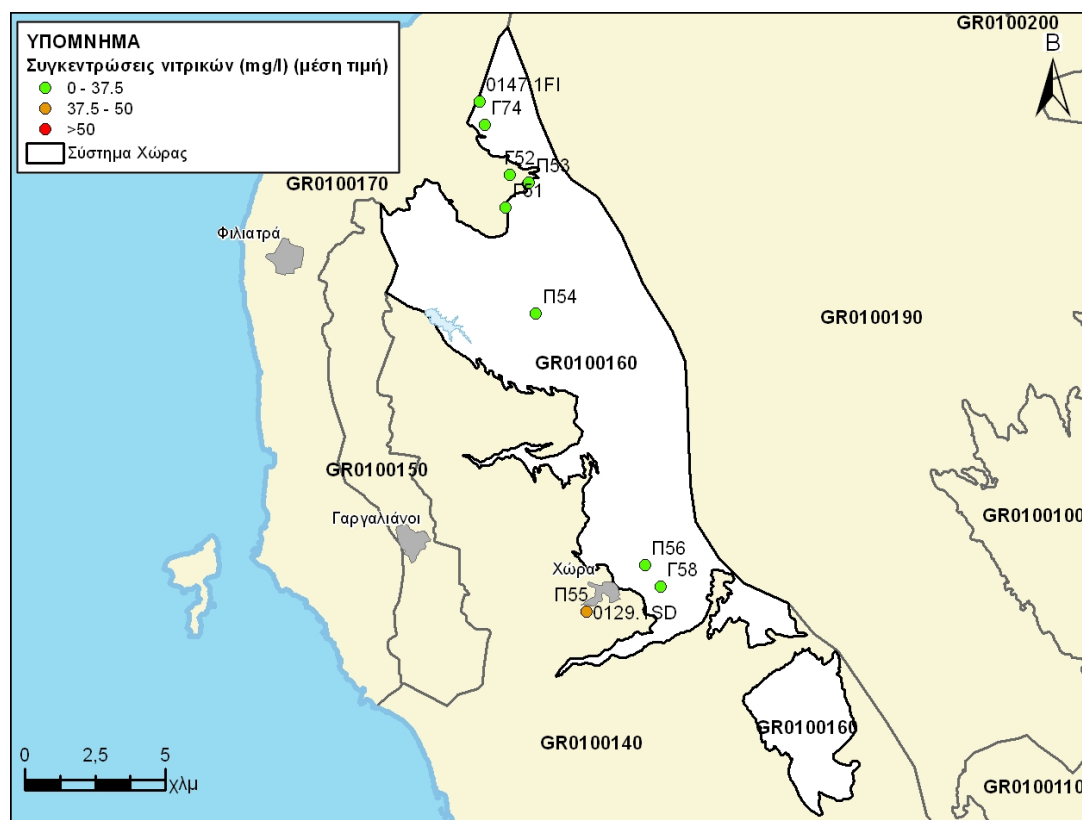 ΥΠΟΜΝΗΜΑ
Συγκεντρώσεις νιτρικών (mg/l) (μέση τιμή)
0 - 37.5
37.5 - 50
>50
Σύστημα Χώρας
GR0100200
Β
0147.1FI
Γ74
Γ52
Π53
Γ51
GR0100170
Φιλιατρά
Π54
GR0100190
GR0100160
GR0100150
Γαργαλιάνοι
GR0100100
Π56
Χώρα
Γ58
Π55
0129.1SD
GR0100160
GR0100140
GR0100110
0 2,5 5
χλμ